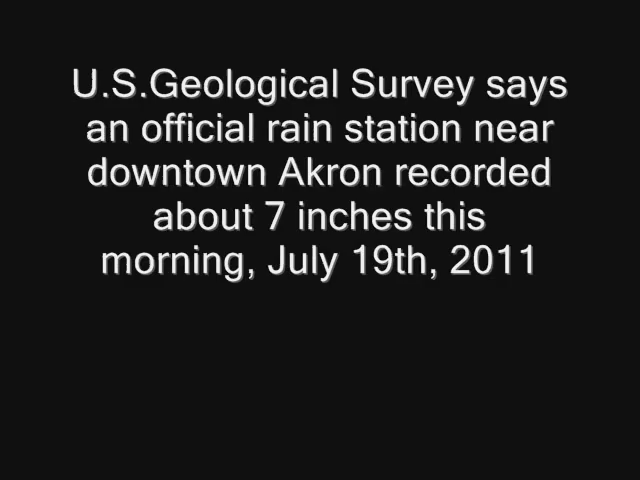 U.S.Geological Survey says
an official rain station near
downtown Akron recorded
about 7 inches this
morning, July 19th, 2011